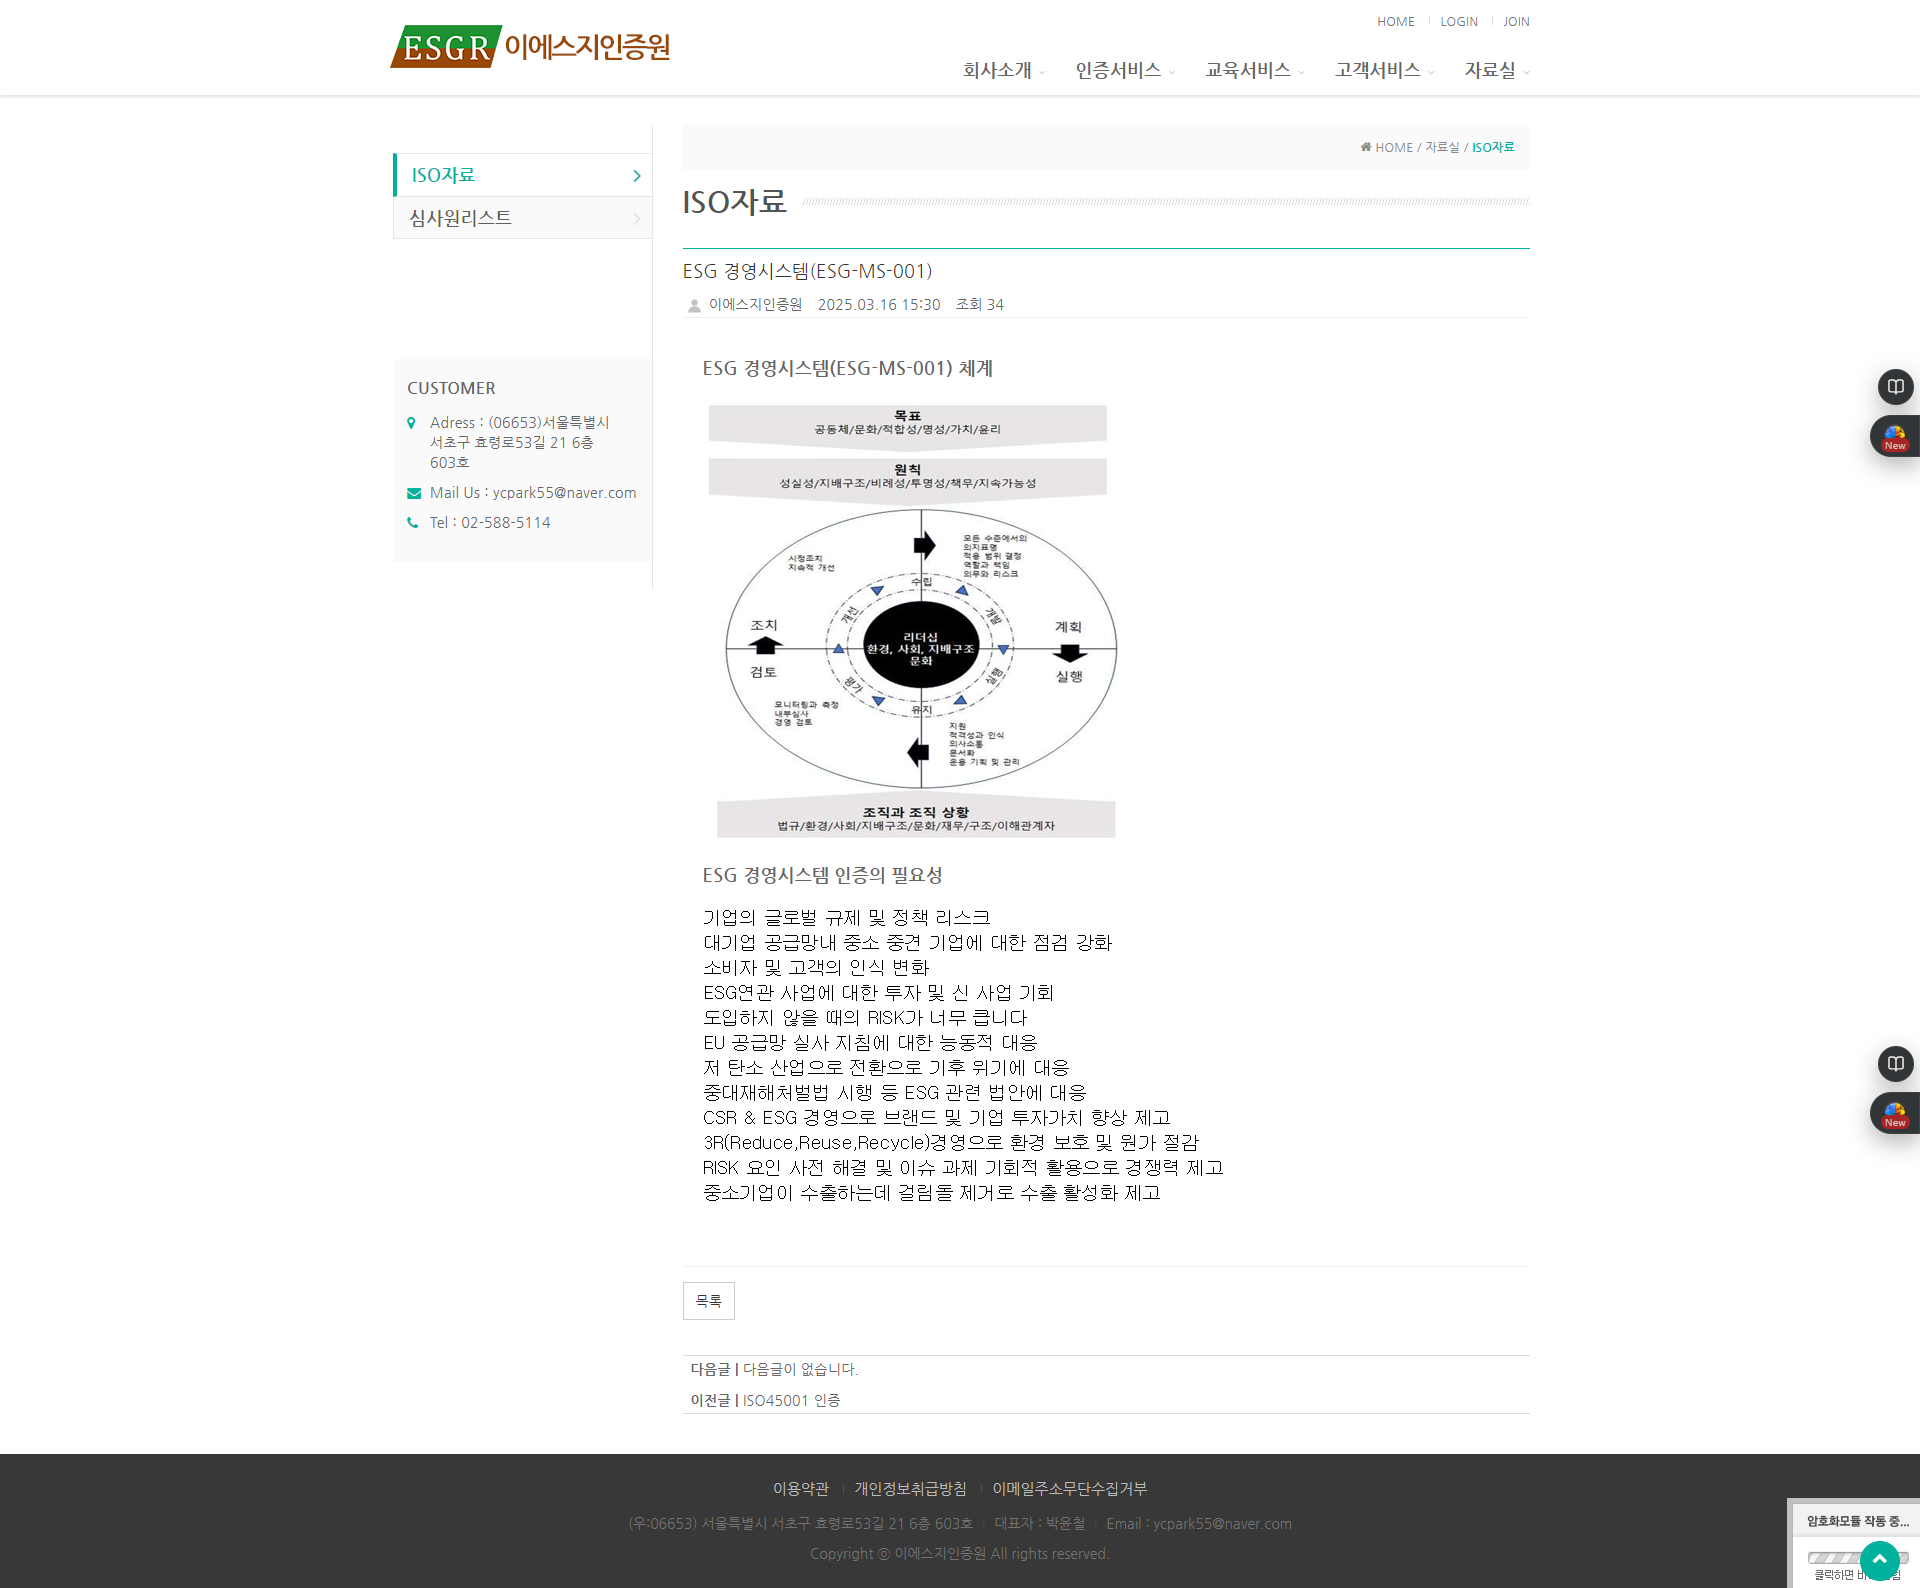 HOME
LOGIN
JOIN
ESGR 이에스지인증원
회사소개
인증서비스
교육서비스
고객서비스
자료실
ISO자료
심사원리스트
HOME / 자료실 / ISO자료
ISO자료
ESG 경영시스템(ESG-MS-001)
이에스지인증원 2025.03.16 15:30 조회 34
CUSTOMER
Adress : (06653)서울특별시
서초구 효령로53길 21 6층
603호
Mail Us : ycpark55@naver.com
Tel : 02-588-5114
ESG 경영시스템(ESG-MS-001) 체계
목표
공동체/문화/적합성/명성/가치/윤리
원칙
성실성/지배구조/비례성/투명성/책무/지속가능성
시정조치
지속적 개선
모든 수준에서의
의지표명
적용 범위 결정
역할과 책임
의무와 리스크
수립
개선
개발
조치
검토
리더십
환경, 사회, 지배구조
문화
계획
실행
평가
실행
유지
모니터링과 측정
내부심사
경영 검토
지원
적격성과 인식
의사소통
문서화
운용 기획 및 관리
조직과 조직 상황
법규/환경/사회/지배구조/문화/재무/구조/이해관계자
ESG 경영시스템 인증의 필요성
기업의 글로벌 규제 및 정책 리스크
대기업 공급망내 중소 중견 기업에 대한 점검 강화
소비자 및 고객의 인식 변화
ESG연관 사업에 대한 투자 및 신 사업 기회
도입하지 않을 때의 RISK가 너무 큽니다
EU 공급망 실사 지침에 대한 능동적 대응
저 탄소 산업으로 전환으로 기후 위기에 대응
중대재해처벌법 시행 등 ESG 관련 법안에 대응
CSR & ESG 경영으로 브랜드 및 기업 투자가치 향상 제고
3R(Reduce,Reuse,Recycle)경영으로 환경 보호 및 원가 절감
RISK 요인 사전 해결 및 이슈 과제 기회적 활용으로 경쟁력 제고
중소기업이 수출하는데 걸림돌 제거로 수출 활성화 제고
목록
다음글 | 다음글이 없습니다.
이전글 | ISO45001 인증
New
New
이용약관
개인정보취급방침
이메일주소무단수집거부
(우:06653) 서울특별시 서초구 효령로53길 21 6층 603호 | 대표자 : 박윤철 | Email : ycpark55@naver.com
Copyright ⓒ 이에스지인증원 All rights reserved.
암호화모듈 작동 중...
클릭하면